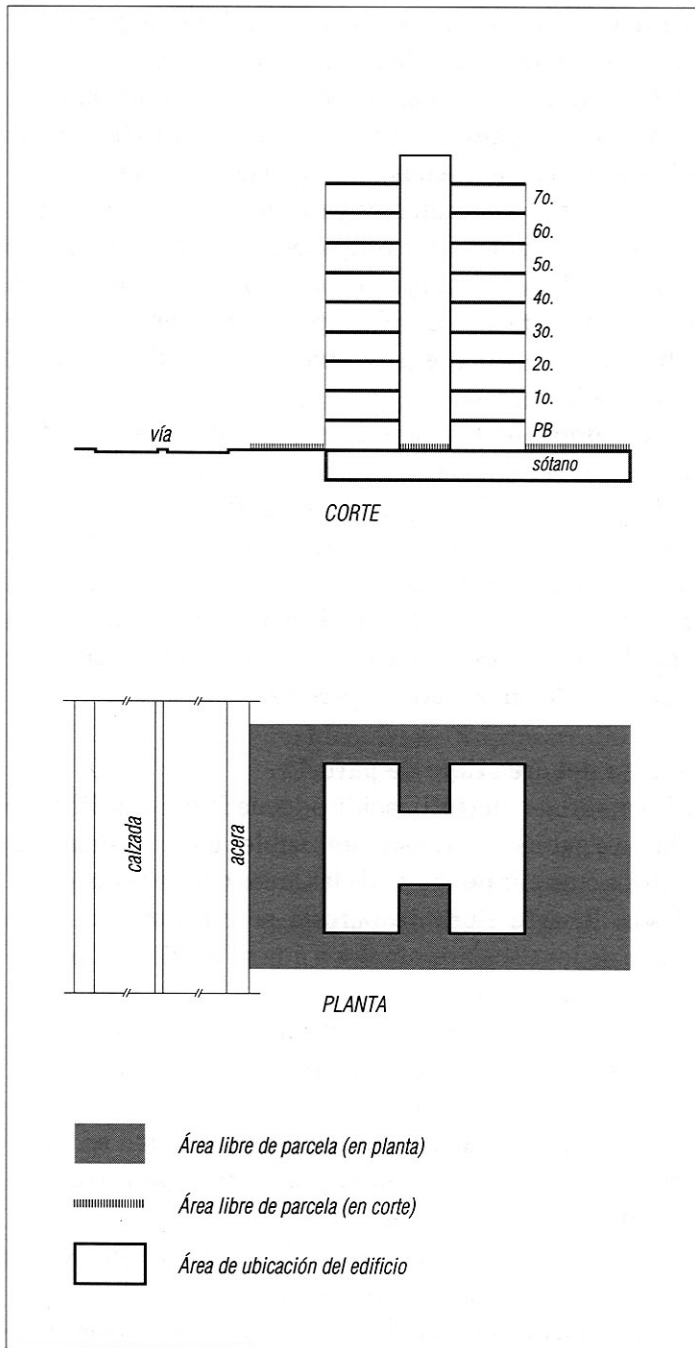 7o.
6o.
5o.
4o.
3o.
2o.
1o.
PB
vía
sótano
CORTE
calzada
acera
PLANTA
Área libre de parcela (en planta)
Área libre de parcela (en corte)
Área de ubicación del edificio